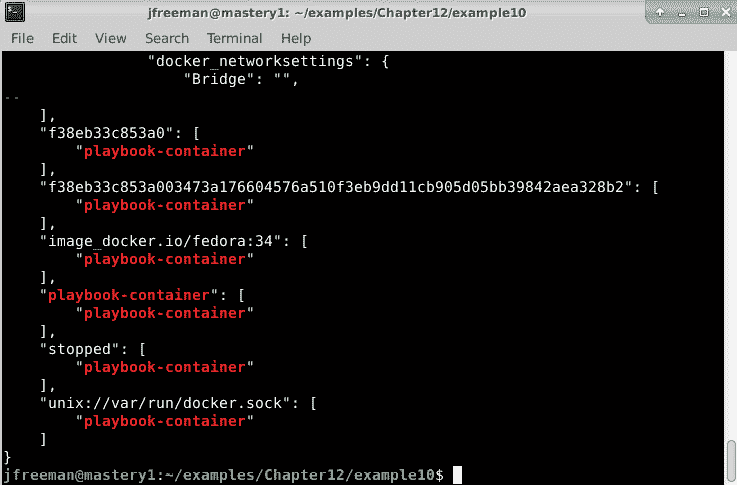 jfreeman@mastery1: ~/examples/Chapter12/example10
File Edit View Search Terminal Help
"docker_networksettings": {
"Bridge": "",
--
],
"f38eb33c853a0": [
"playbook-container"
],
"f38eb33c853a003473a176604576a510f3eb9dd11cb905d05bb39842aea328b2": [
"playbook-container"
],
"image_docker.io/fedora:34": [
"playbook-container"
],
"playbook-container": [
"playbook-container"
],
"stopped": [
"playbook-container"
],
"unix://var/run/docker.sock": [
"playbook-container"
]
}
jfreeman@mastery1:~/examples/Chapter12/example10$